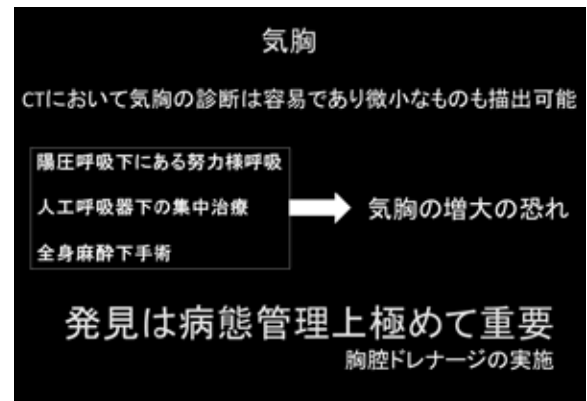 気胸
CTにおいて気胸の診断は容易であり微小なものも描出可能
陽圧呼吸下にある努力様呼吸
人工呼吸器下の集中治療
全身麻酔下手術
気胸の増大の恐れ
発見は病態管理上極めて重要
胸腔ドレナージの実施